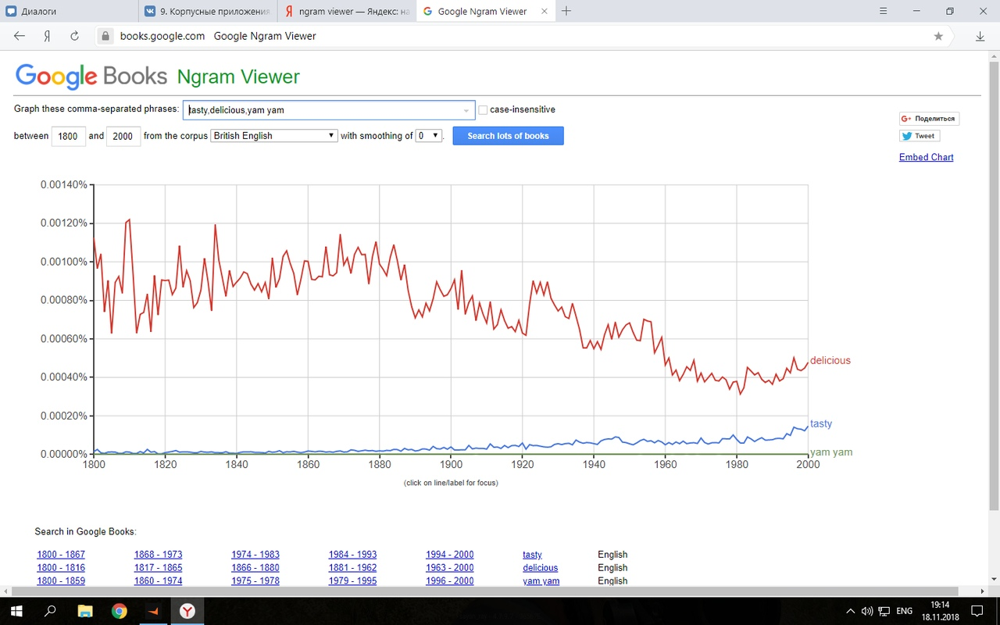 Диалоги
9. Корпусные приложения
ngram viewer — Яндекс: на
Google Ngram Viewer
books.google.com Google Ngram Viewer
Google Books Ngram Viewer
Graph these comma-separated phrases: tasty,delicious,yam yam case-insensitive
between 1800 and 2000 from the corpus British English with smoothing of 0 . Search lots of books
Поделиться
Tweet
Embed Chart
0.00140%
0.00120%
0.00100%
0.00080%
0.00060%
0.00040%
0.00020%
0.00000%
delicious
tasty
yam yam
1800 1820 1840 1860 1880 1900 1920 1940 1960 1980 2000
(click on line/label for focus)
Search in Google Books:
1800 - 1867 1868 - 1973 1974 - 1983 1984 - 1993 1994 - 2000 tasty English
1800 - 1816 1817 - 1865 1866 - 1880 1881 - 1962 1963 - 2000 delicious English
1800 - 1859 1860 - 1974 1975 - 1978 1979 - 1995 1996 - 2000 yam yam English
ENG
19:14
18.11.2018